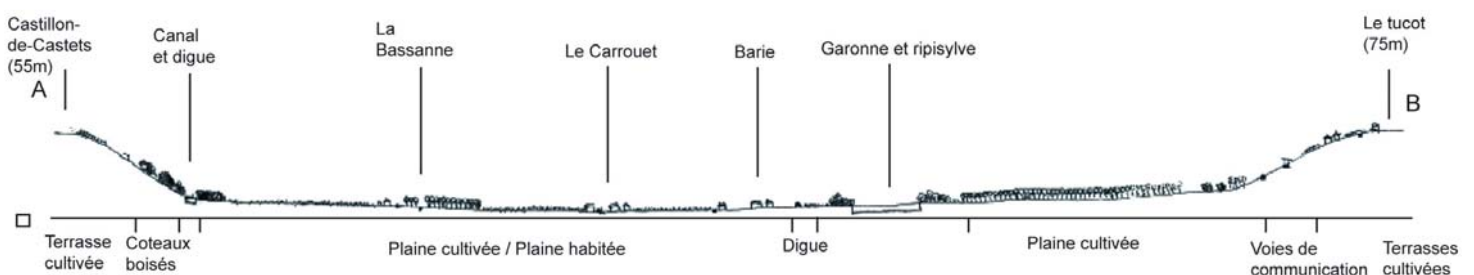 Castillon-
de-Castets
(55m)
A
Canal
et digue
La
Bassanne
Le Carrouet
Barie
Garonne et ripisylve
Le tucot
(75m)
B
Terrasse
cultivée
Coteaux
boisés
Plaine cultivée / Plaine habitée
Digue
Plaine cultivée
Voies de
communication
Terrasses
cultivées